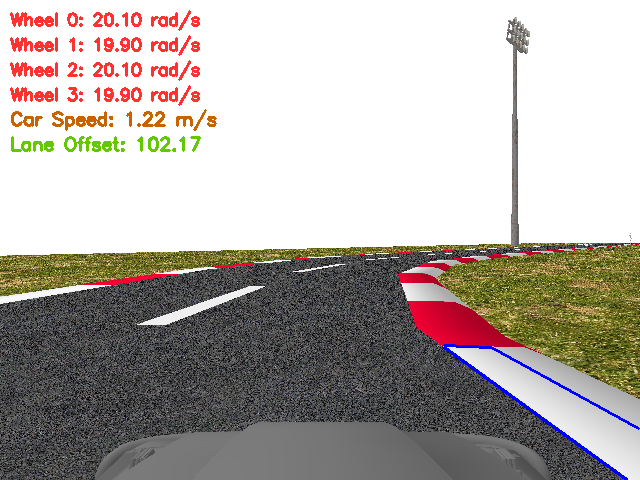 Wheel 0: 20.10 rad/s
Wheel 1: 19.90 rad/s
Wheel 2: 20.10 rad/s
Wheel 3: 19.90 rad/s
Car Speed: 1.22 m/s
Lane Offset: 102.17